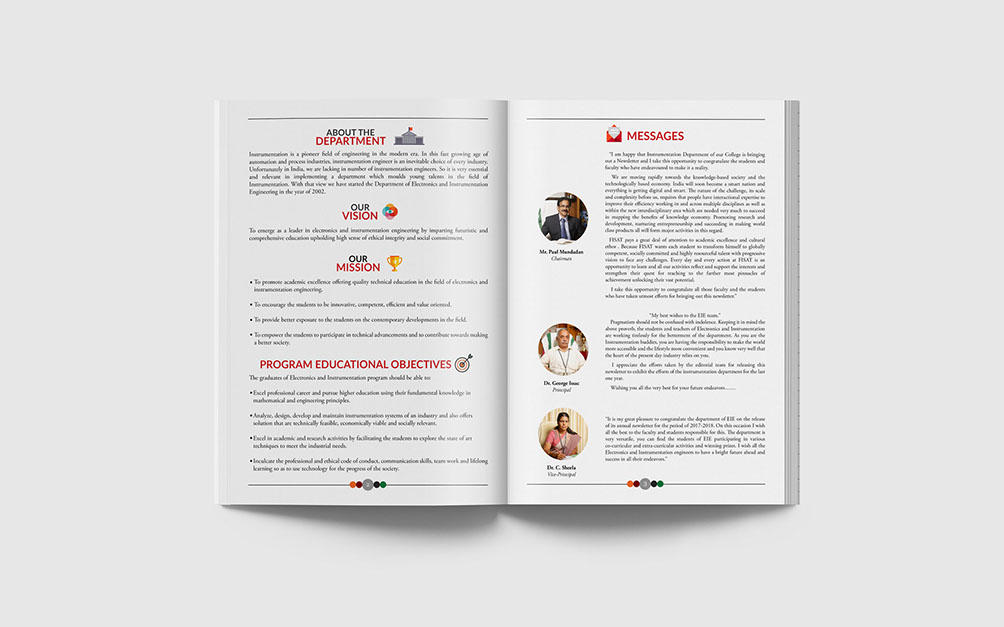 ABOUT THE
DEPARTMENT
Instrumentation is a pioneer field of engineering in the modern era. In this fast growing age of
automation and process industries, instrumentation engineer is an inevitable choice of every industry.
Unfortunately in India, we are lacking in number of instrumentation engineers. So it is very essential
and relevant in implementing a department which moulds young talents in the field of
Instrumentation. With that view we have started the Department of Electronics and Instrumentation
Engineering in the year of 2002.
OUR
VISION
To emerge as a leader in electronics and instrumentation engineering by imparting futuristic and
comprehensive education upholding high sense of ethical integrity and social commitment.
OUR
MISSION
• To promote academic excellence offering quality technical education in the field of electronics and
instrumentation engineering.
• To encourage the students to be innovative, competent, efficient and value oriented.
• To provide better exposure to the students on the contemporary developments in the field.
• To empower the students to participate in technical advancements and to contribute towards making
a better society.
PROGRAM EDUCATIONAL OBJECTIVES
The graduates of Electronics and Instrumentation program should be able to:
• Excel professional career and pursue higher education using their fundamental knowledge in
mathematical and engineering principles.
• Analyze, design, develop and maintain instrumentation systems of an industry and also offers
solution that are technically feasible, economically viable and socially relevant.
• Excel in academic and research activities by facilitating the students to explore the state of art
techniques to meet the industrial needs.
• Inculcate the professional and ethical code of conduct, communication skills, team work and lifelong
learning so as to use technology for the progress of the society.
MESSAGES
"I am happy that Instrumentation Department of our College is bringing
out a Newsletter and I take this opportunity to congratulate the students and
faculty who have endeavoured to make it a reality.
We are moving rapidly towards the knowledge-based society and the
technologically based economy. India will soon become a smart nation and
everything is getting digital and smart. The nature of the challenge, its scale
and complexity before us, requires that people have interactional expertise to
improve their efficiency working in and across multiple disciplines as well as
within the new interdisciplinary area which are needed very much to succeed
in mapping the benefits of knowledge economy. Promoting research and
development, nurturing entrepreneurship and succeeding in making world
class products all will form major activities in this regard.
FISAT pays a great deal of attention to academic excellence and cultural
ethos . Because FISAT wants each student to transform himself to globally
competent, socially committed and highly resourceful talent with progressive
vision to face any challenges. Every day and every action at FISAT is an
opportunity to learn and all our activities reflect and support the interests and
strengthen their quest for reaching to the further most pinnacles of
achievement unlocking their vast potential.
I take this opportunity to congratulate all those faculty and the students
who have taken utmost efforts for bringing out this newsletter."
Mr. Paul Mundadan
Chairman
"My best wishes to the EIE team."
Pragmatism should not be confused with indolence. Keeping it in mind the
above proverb, the students and teachers of Electronics and Instrumentation
are working tirelessly for the betterment of the department. As you are the
Instrumentation buddies, you are having the responsibility to make the world
more accessible and the lifestyle more convenient and you know very well that
the heart of the present day industry relies on you.
I appreciate the efforts taken by the editorial team for releasing this
newsletter to exhibit the efforts of the instrumentation department for the last
one year.
Wishing you all the very best for your future endeavors.......
Dr. George Issac
Principal
"It is my great pleasure to congratulate the department of EIE on the release
of its annual newsletter for the period of 2017-2018. On this occasion I wish
all the best to the faculty and students responsible for this. The department is
very versatile, you can find the students of EIE participating in various
co-curricular and extra-curricular activities and winning prizes. I wish all the
Electronics and Instrumentation engineers to have a bright future ahead and
success in all their endeavors."
Dr. C. Sheela
Vice-Principal